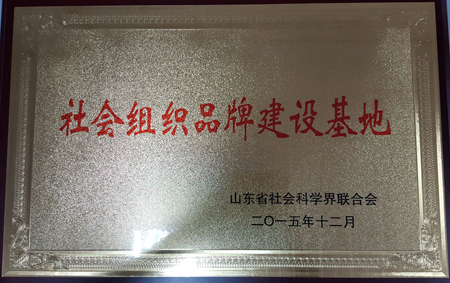 社会组织品牌建设基地
山东省社会科学界联合会
二〇一五年十二月